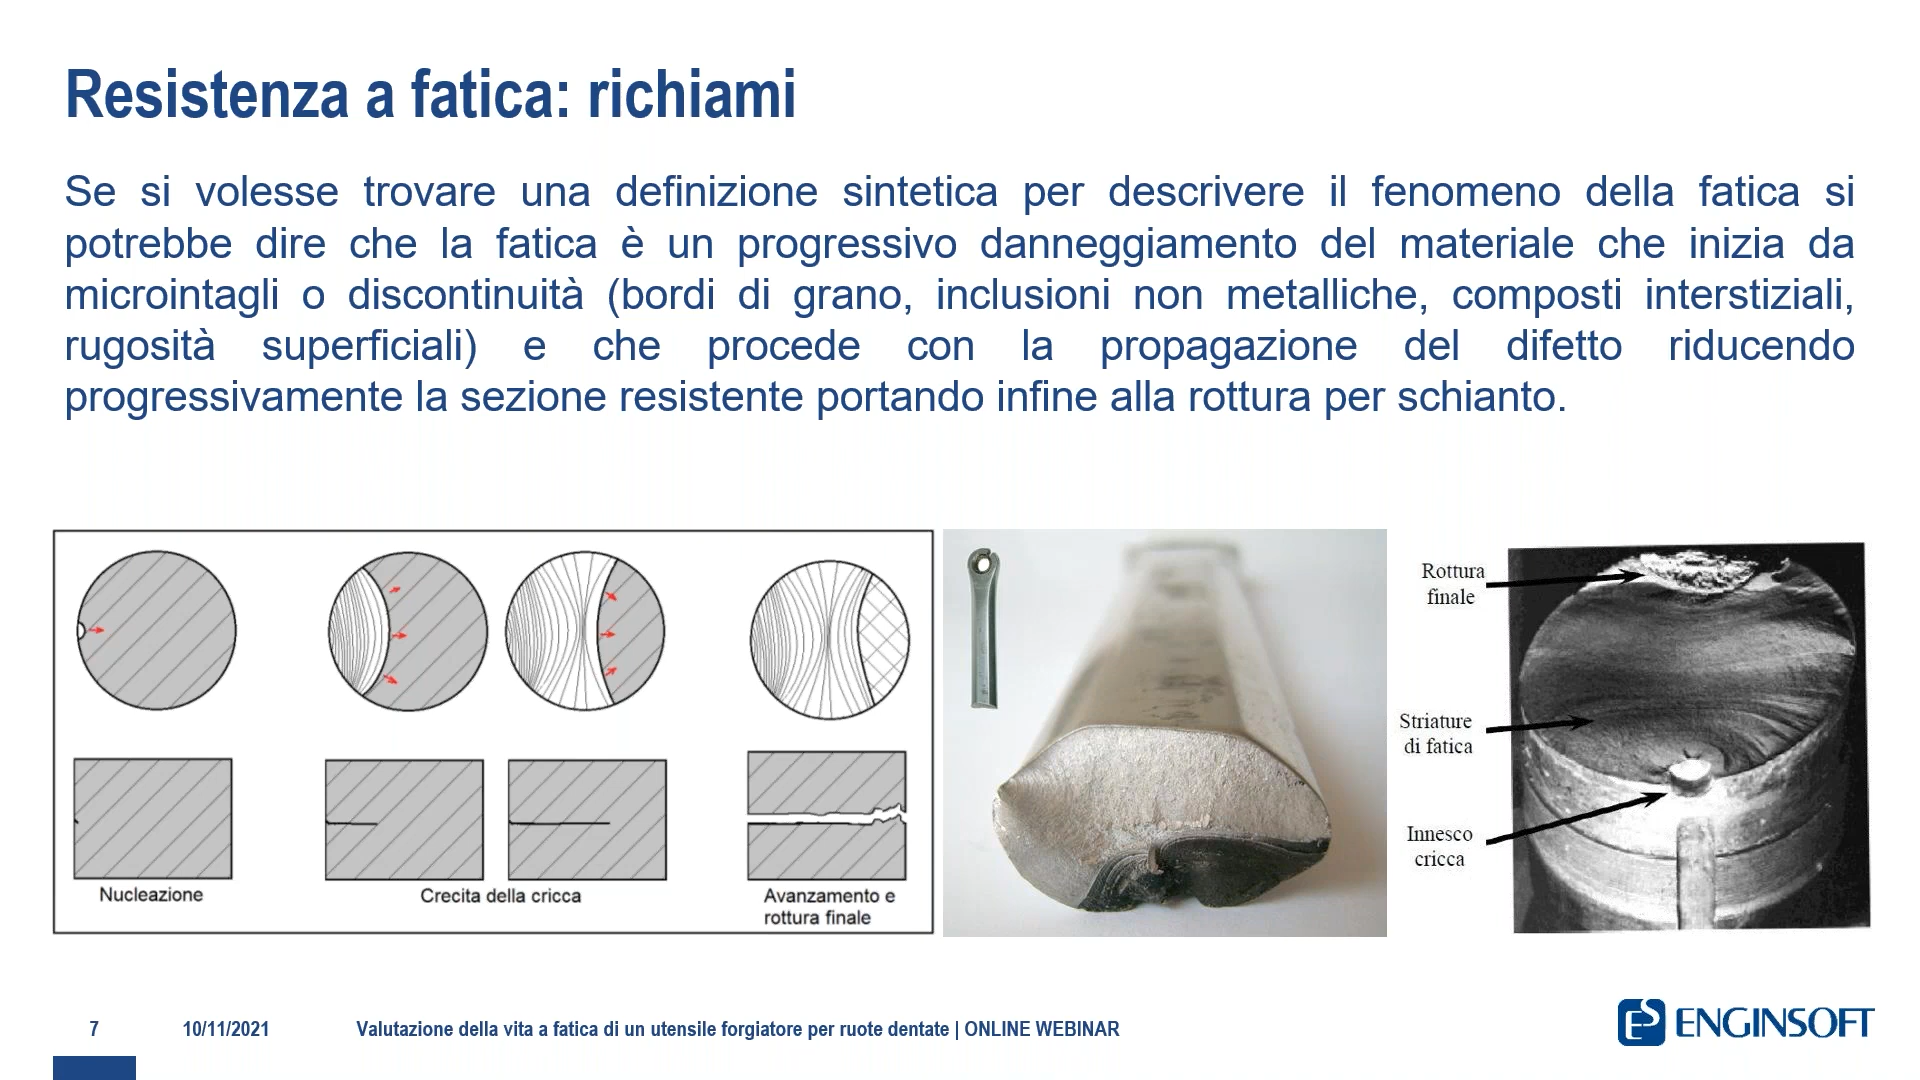 Resistenza a fatica: richiami
Se si volesse trovare una definizione sintetica per descrivere il fenomeno della fatica si
potrebbe dire che la fatica è un progressivo danneggiamento del materiale che inizia da
microintagli o discontinuità (bordi di grano, inclusioni non metalliche, composti interstiziali,
rugosità superficiali) e che procede con la propagazione del difetto riducendo
progressivamente la sezione resistente portando infine alla rottura per schianto.
Nucleazione
Crecita della cricca
Avanzamento e
rottura finale
Rottura
finale
Striature
di fatica
Innesco
cricca
7
10/11/2021
Valutazione della vita a fatica di un utensile forgiatore per ruote dentate | ONLINE WEBINAR
ENGINSOFT